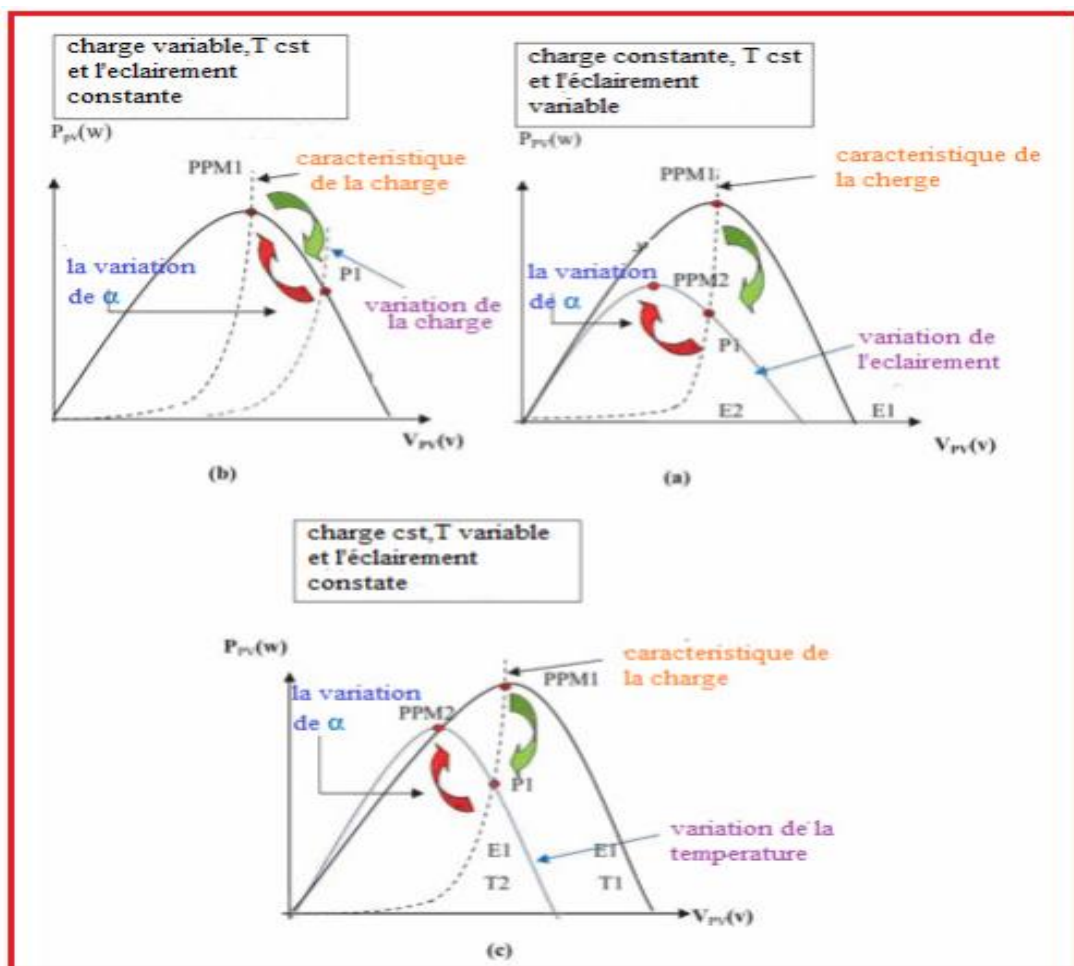 charge variable,T cst
et l'eclairement
constante
P_PV(w)
PPM1
caracteristique
de la charge
la variation
de α
P1
variation de
la charge
V_PV(v)
(b)
charge constante, T cst
et l'éclairement
variable
P_PV(w)
PPM1
caracteristique de
la cherge
la variation
de α
PPM2
P1
variation de
l'eclairement
E2
E1
V_PV(v)
(a)
charge cst,T variable
et l'éclairement
constate
P_PV(w)
PPM1
caracteristique de
la charge
la variation
de α
PPM2
P1
variation de la
temperature
E1
T2
E1
T1
V_PV(v)
(c)